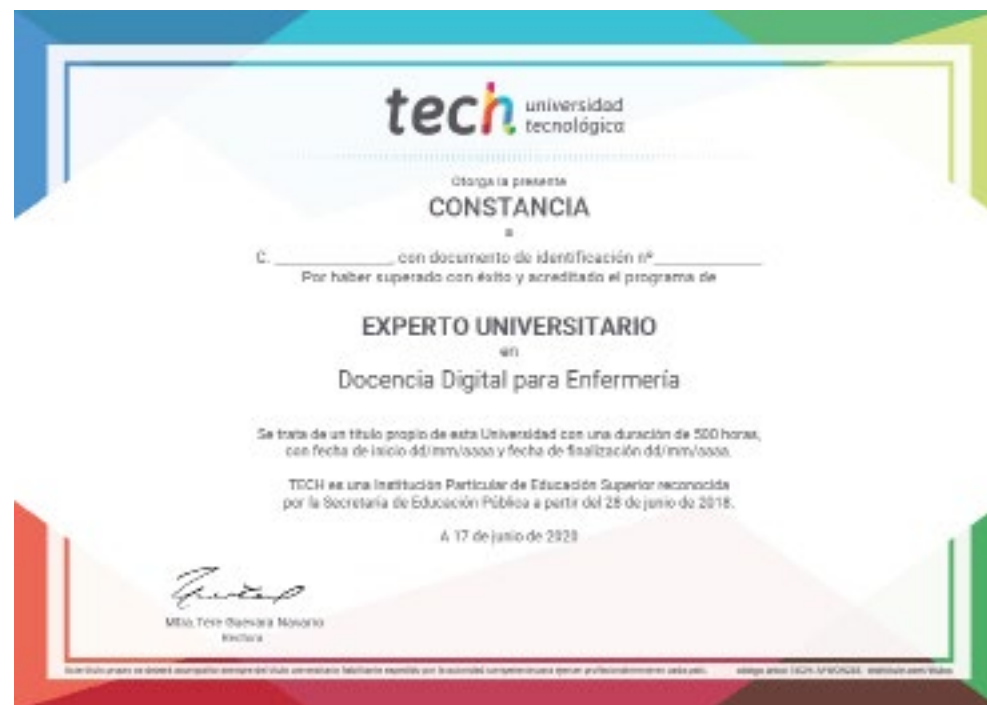 tech universidad
tecnológica
Otorga la presente
CONSTANCIA
a
C. ______________, con documento de identificación nº______________
Por haber superado con éxito y acreditado el programa de
EXPERTO UNIVERSITARIO
en
Docencia Digital para Enfermería
Se trata de un título propio de esta Universidad con una duración de 500 horas,
con fecha de inicio dd/mm/aaaa y fecha de finalización dd/mm/aaaa.
TECH es una Institución Particular de Educación Superior reconocida
por la Secretaría de Educación Pública a partir del 28 de junio de 2018.
A 17 de junio de 2020
Mtra. Tere Guevara Navarro
Rectora